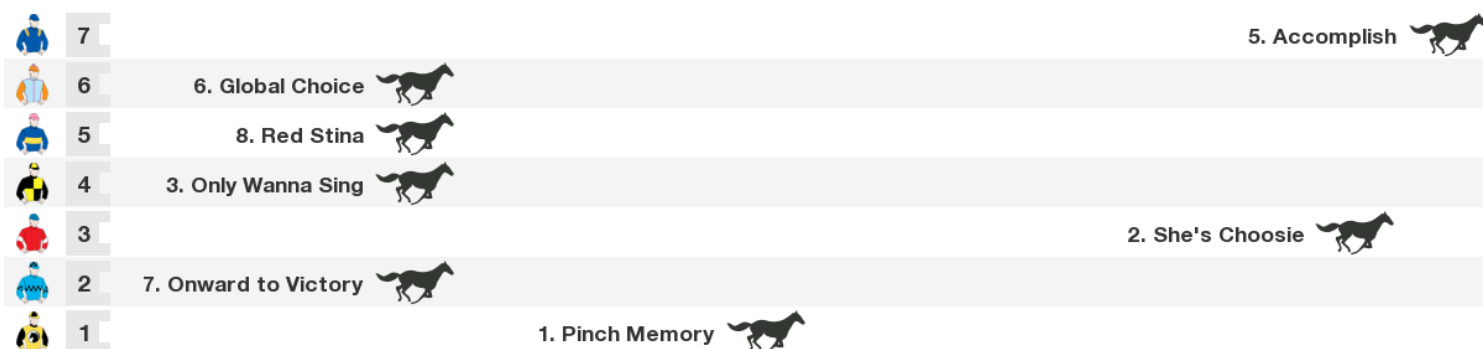 7 5. Accomplish
6 6. Global Choice
5 8. Red Stina
4 3. Only Wanna Sing
3 2. She's Choosie
2 7. Onward to Victory
1 1. Pinch Memory